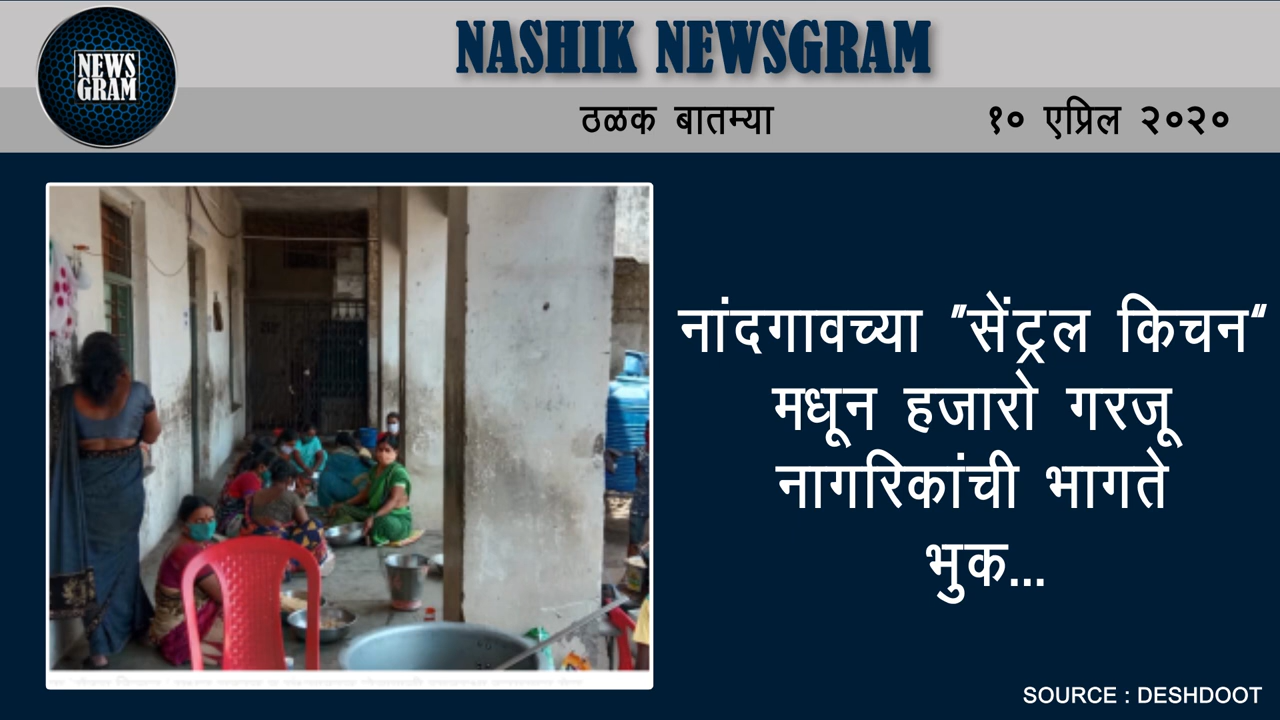 NEWS
GRAM
NASHIK NEWSGRAM
ठळक बातम्या
१० एप्रिल २०२०
नांदगावच्या "सेंट्रल किचन"
मधून हजारो गरजू
नागरिकांची भागते
भुक...
SOURCE : DESHDOOT